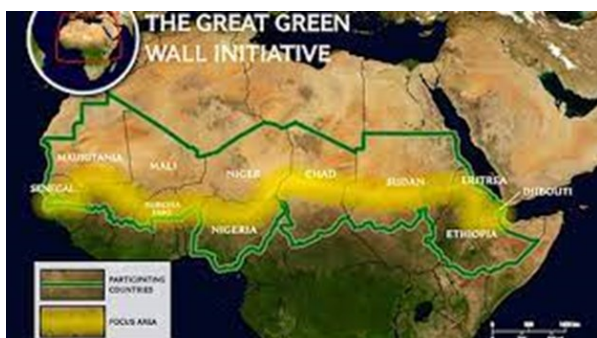 THE GREAT GREEN
WALL INITIATIVE
MAURITANIA
MALI
NIGER
CHAD
SUDAN
ERITREA
SENEGAL
DJIBOUTI
BURKINA
FASO
NIGERIA
ETHIOPIA
PARTICIPATING
COUNTRIES
FOCUS AREA